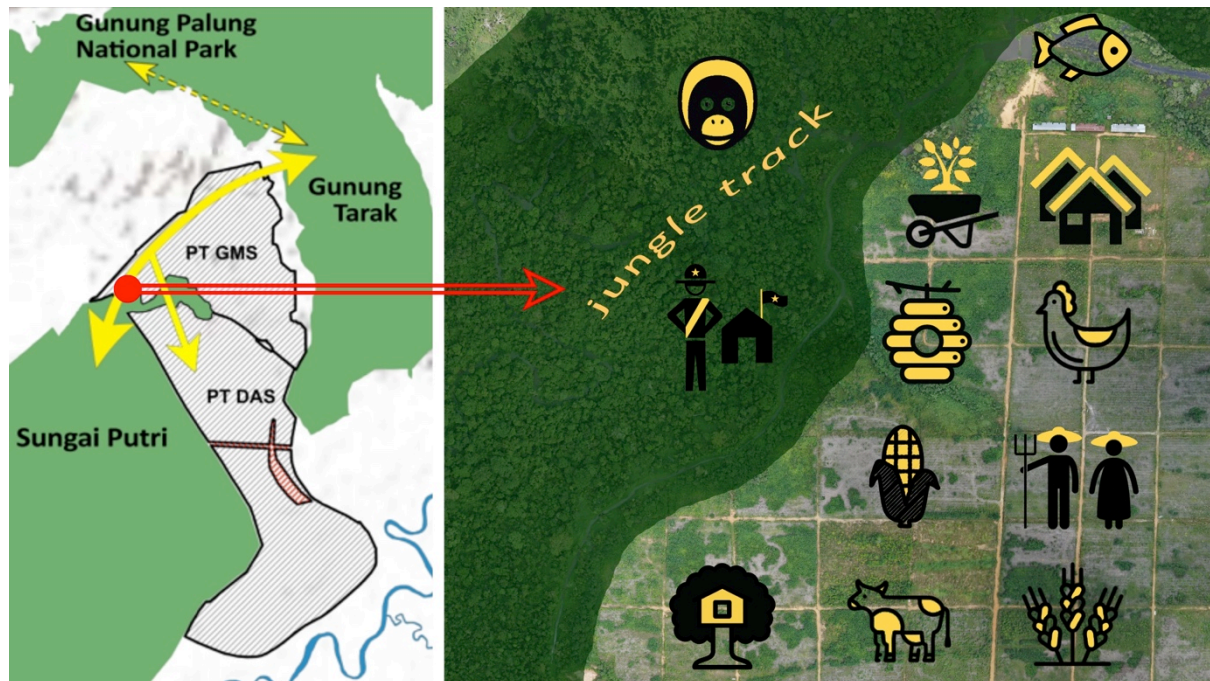 Gunung Palung
National Park
Gunung
Tarak
PT GMS
PT DAS
Sungai Putri
jungle track